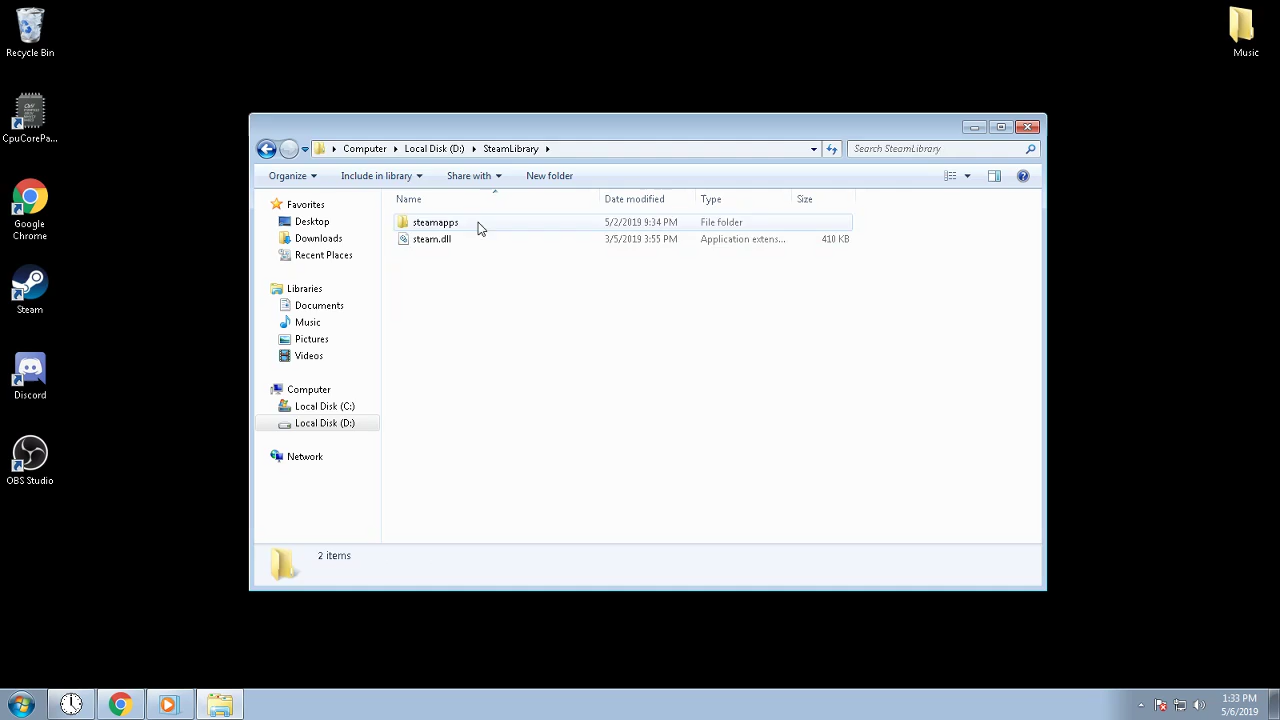 Recycle Bin
Music
CpuCorePa...
Google
Chrome
Steam
Discord
OBS Studio
Computer Local Disk (D:) SteamLibrary
Search SteamLibrary
Organize Include in library Share with New folder
Name Date modified Type Size
steamapps 5/2/2019 9:34 PM File folder
steam.dll 3/5/2019 3:55 PM Application extens... 410 KB
Favorites
Desktop
Downloads
Recent Places
Libraries
Documents
Music
Pictures
Videos
Computer
Local Disk (C:)
Local Disk (D:)
Network
2 items
1:33 PM
5/6/2019